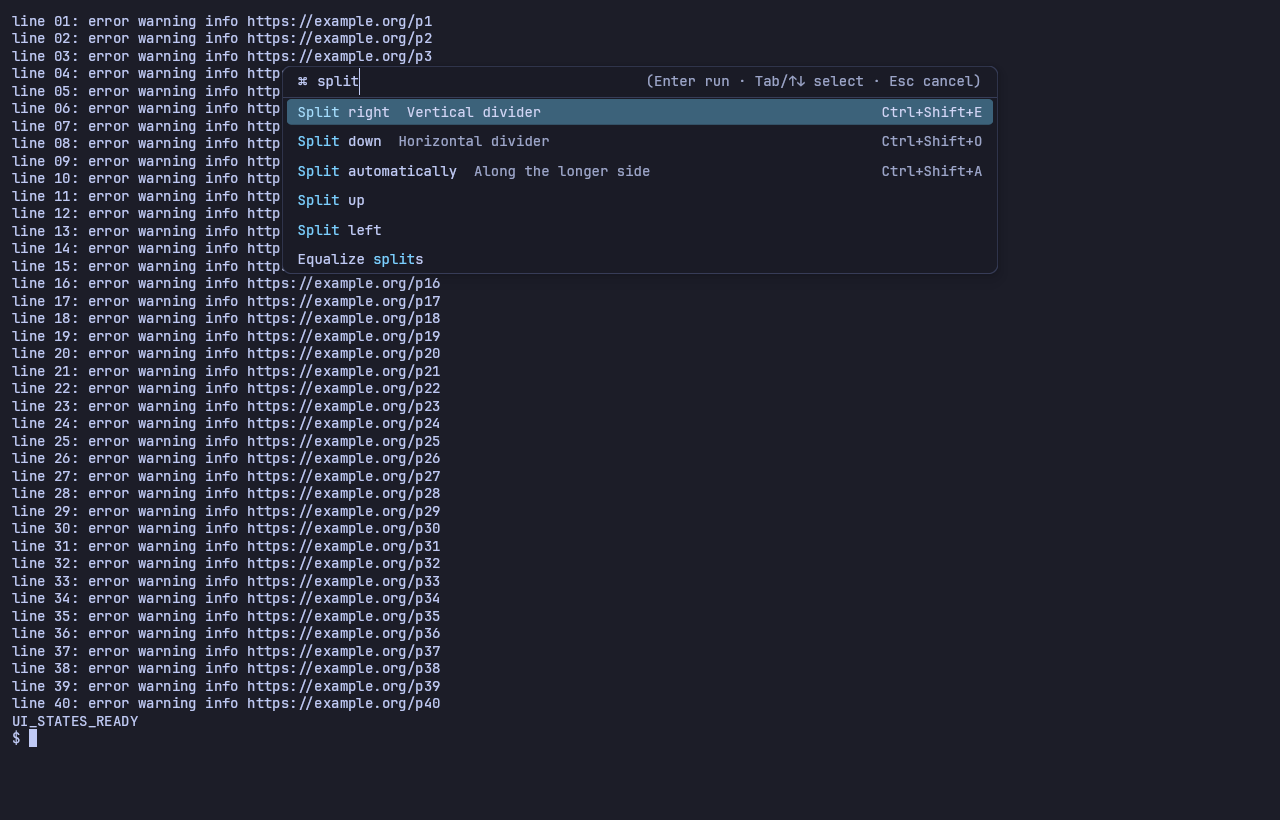 line 01: error warning info https://example.org/p1
line 02: error warning info https://example.org/p2
line 03: error warning info https://example.org/p3
line 04: error warning info http
line 05: error warning info http
line 06: error warning info http
line 07: error warning info http
line 08: error warning info http
line 09: error warning info http
line 10: error warning info http
line 11: error warning info http
line 12: error warning info http
line 13: error warning info http
line 14: error warning info http
line 15: error warning info http
⌘ split (Enter run · Tab/↑↓ select · Esc cancel)
Split right Vertical divider Ctrl+Shift+E
Split down Horizontal divider Ctrl+Shift+O
Split automatically Along the longer side Ctrl+Shift+A
Split up
Split left
Equalize splits
line 16: error warning info https://example.org/p16
line 17: error warning info https://example.org/p17
line 18: error warning info https://example.org/p18
line 19: error warning info https://example.org/p19
line 20: error warning info https://example.org/p20
line 21: error warning info https://example.org/p21
line 22: error warning info https://example.org/p22
line 23: error warning info https://example.org/p23
line 24: error warning info https://example.org/p24
line 25: error warning info https://example.org/p25
line 26: error warning info https://example.org/p26
line 27: error warning info https://example.org/p27
line 28: error warning info https://example.org/p28
line 29: error warning info https://example.org/p29
line 30: error warning info https://example.org/p30
line 31: error warning info https://example.org/p31
line 32: error warning info https://example.org/p32
line 33: error warning info https://example.org/p33
line 34: error warning info https://example.org/p34
line 35: error warning info https://example.org/p35
line 36: error warning info https://example.org/p36
line 37: error warning info https://example.org/p37
line 38: error warning info https://example.org/p38
line 39: error warning info https://example.org/p39
line 40: error warning info https://example.org/p40
UI_STATES_READY
$